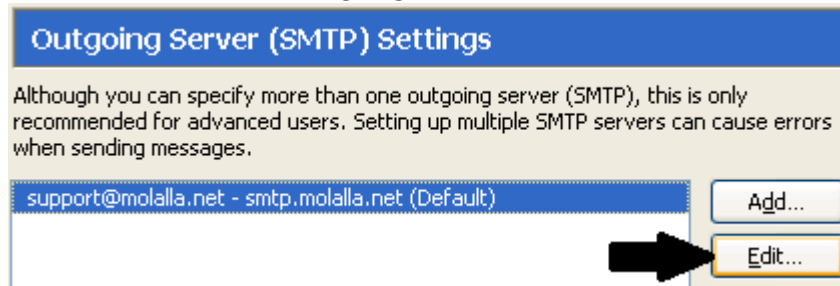 Outgoing Server (SMTP) Settings
Although you can specify more than one outgoing server (SMTP), this is only
recommended for advanced users. Setting up multiple SMTP servers can cause errors
when sending messages.
support@molalla.net - smtp.molalla.net (Default)
Add...
Edit...